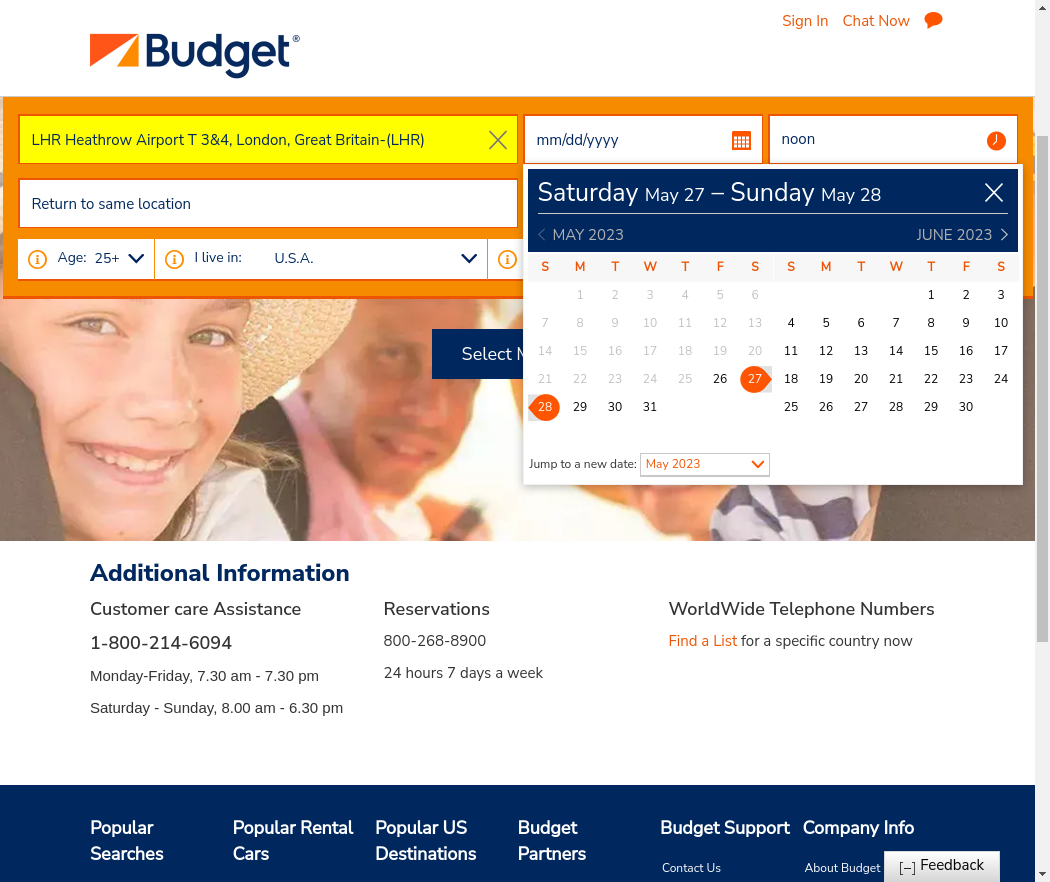 Sign In Chat Now
Budget®
LHR Heathrow Airport T 3&4, London, Great Britain-(LHR)
mm/dd/yyyy
noon
Return to same location
Age: 25+
I live in: U.S.A.
Saturday May 27 – Sunday May 28
MAY 2023 JUNE 2023
S M T W T F S S M T W T F S
1 2 3 4 5 6 1 2 3
7 8 9 10 11 12 13 4 5 6 7 8 9 10
14 15 16 17 18 19 20 11 12 13 14 15 16 17
21 22 23 24 25 26 27 18 19 20 21 22 23 24
28 29 30 31 25 26 27 28 29 30
Jump to a new date: May 2023
Select M
Additional Information
Customer care Assistance
1-800-214-6094
Monday-Friday, 7.30 am - 7.30 pm
Saturday - Sunday, 8.00 am - 6.30 pm
Reservations
800-268-8900
24 hours 7 days a week
WorldWide Telephone Numbers
Find a List for a specific country now
Popular
Searches
Popular Rental
Cars
Popular US
Destinations
Budget
Partners
Budget Support
Contact Us
Company Info
About Budget
[–] Feedback